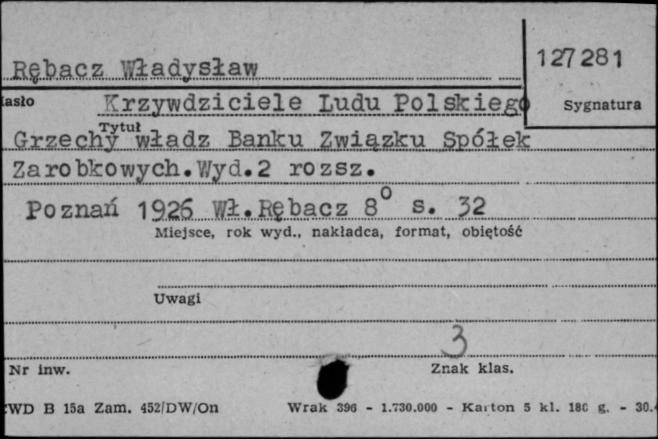 Rębacz Władysław
127281
asło
Krzywdziciele Ludu Polskiego
Sygnatura
Tytuł
Grzechy władz Banku Związku Spółek
Zarobkowych.Wyd.2 rozsz.
Poznań 1926 Wł.Rębacz 8° s. 32
Miejsce, rok wyd., nakładca, format, objętość
Uwagi
3
Nr inw.
Znak klas.
WD B 15a Zam. 452/DW/On
Wrak 396 - 1.730.000 - Karton 5 kl. 180 g. - 30.